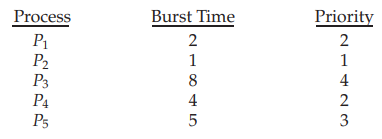 Process Burst Time Priority
P1 2 2
P2 1 1
P3 8 4
P4 4 2
P5 5 3